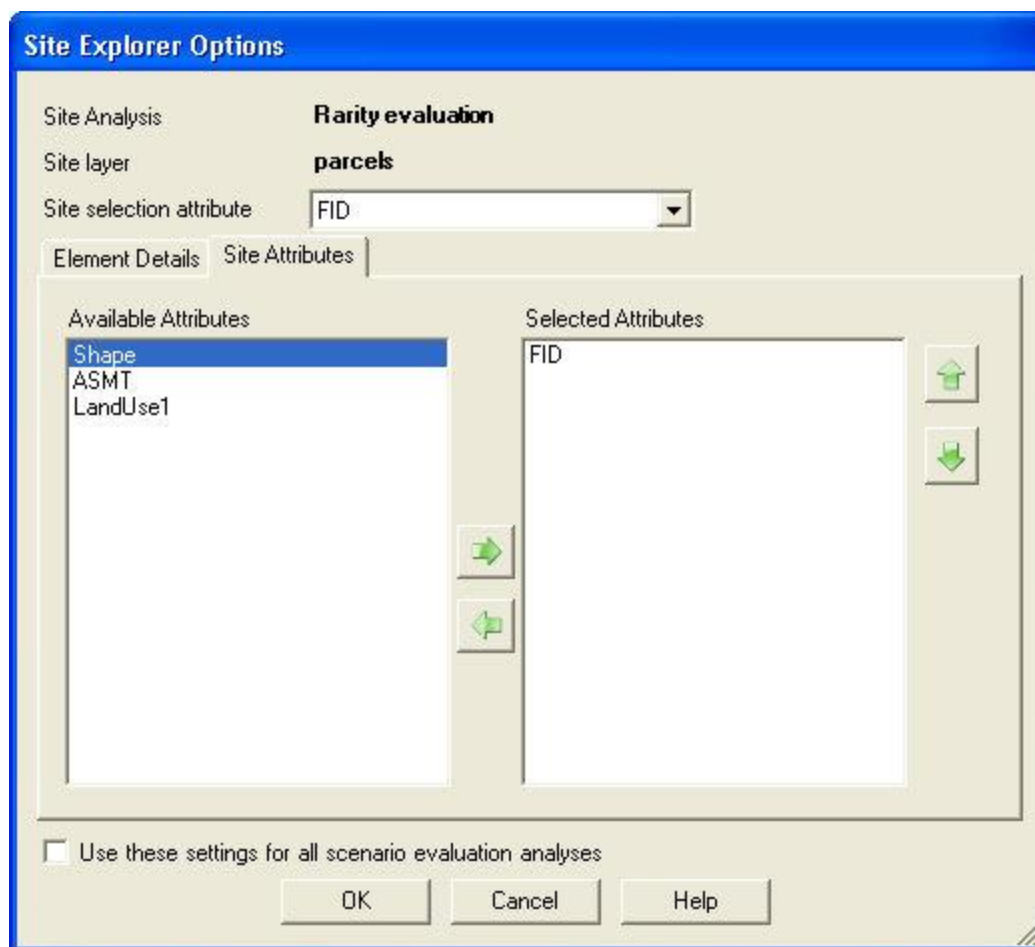 Site Explorer Options
Site Analysis Rarity evaluation
Site layer parcels
Site selection attribute FID
Element Details Site Attributes
Available Attributes Selected Attributes
Shape FID
ASMT
LandUse1
Use these settings for all scenario evaluation analyses
OK Cancel Help